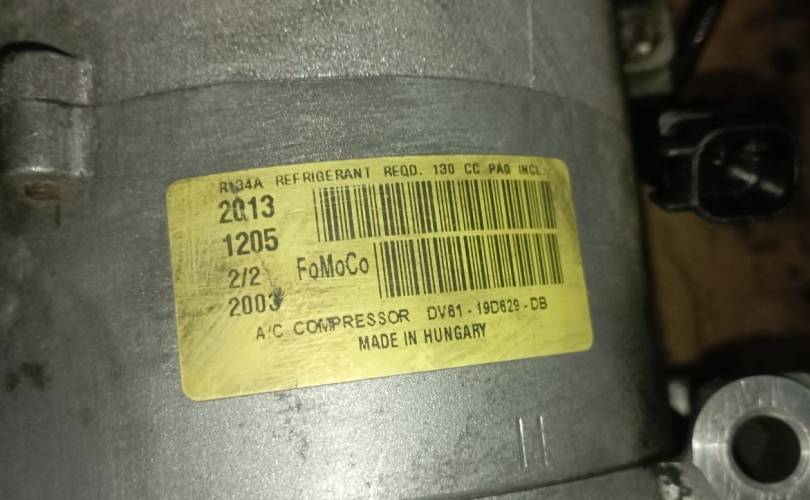 R134A REFRIGERANT REQD. 130 CC PAG INCL.
2013
1205
2/2 FoMoCo
2003
A/C COMPRESSOR DV61-19D629-DB
MADE IN HUNGARY